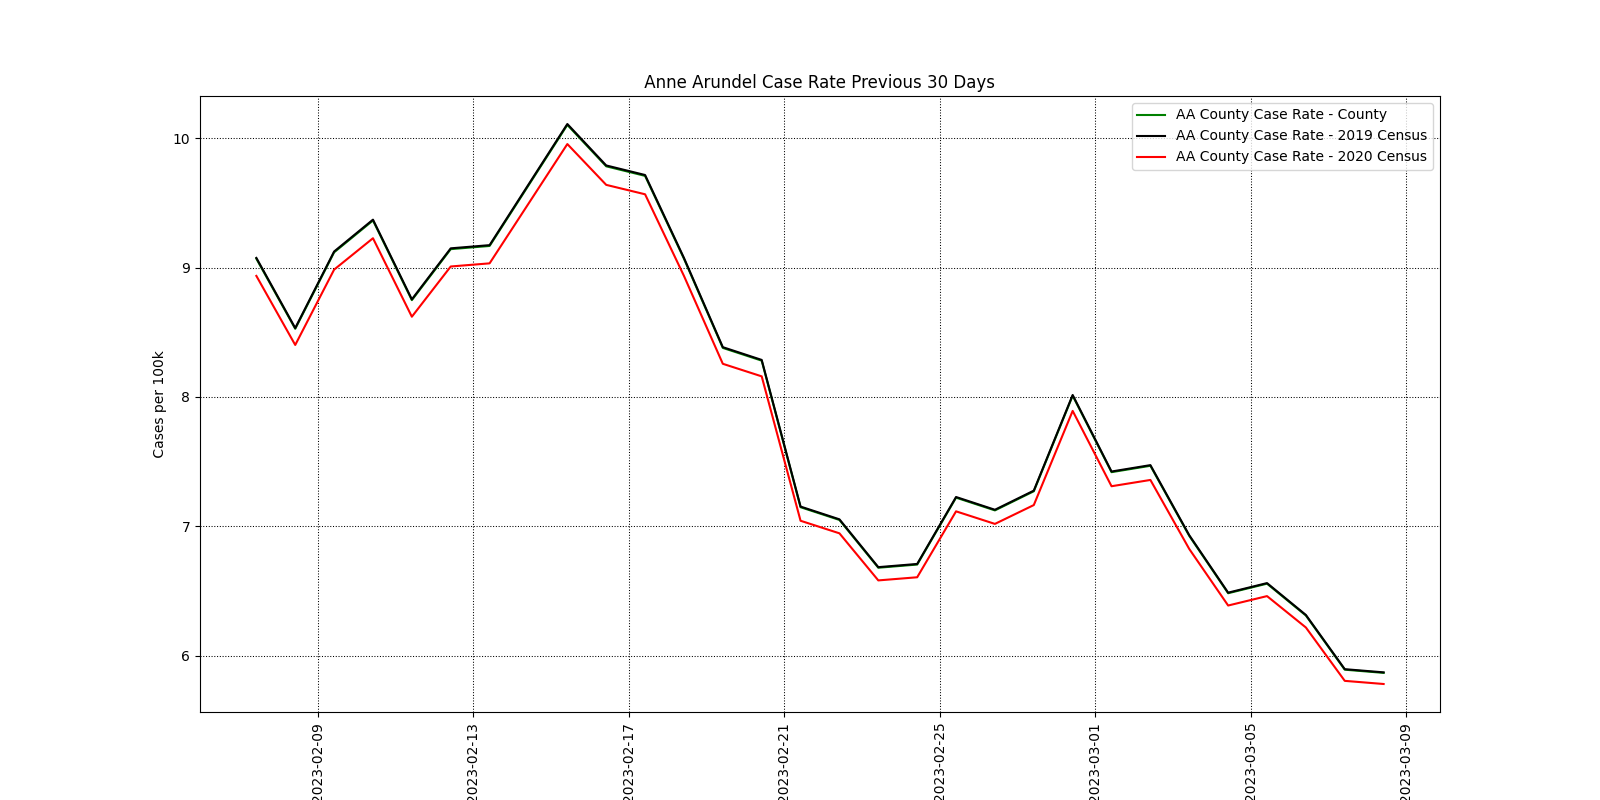 Anne Arundel Case Rate Previous 30 Days
AA County Case Rate - County
AA County Case Rate - 2019 Census
AA County Case Rate - 2020 Census
Cases per 100k
10
9
8
7
6
2023-02-09
2023-02-13
2023-02-17
2023-02-21
2023-02-25
2023-03-01
2023-03-05
2023-03-09